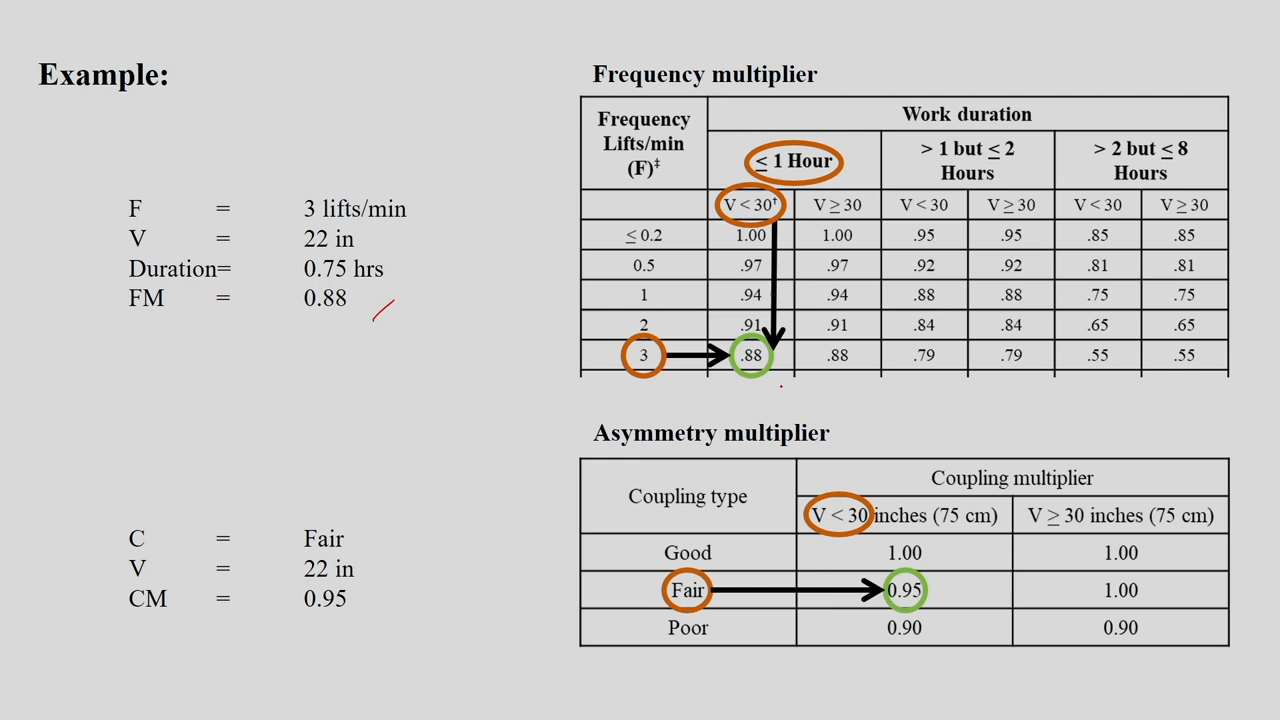 Example:
F = 3 lifts/min
V = 22 in
Duration= 0.75 hrs
FM = 0.88
C = Fair
V = 22 in
CM = 0.95
Frequency multiplier
Frequency Work duration
Lifts/min
(F)‡
≤ 1 Hour > 1 but ≤ 2 > 2 but ≤ 8
Hours Hours
V < 30† V ≥ 30 V < 30 V ≥ 30 V < 30 V ≥ 30
≤ 0.2 1.00 1.00 .95 .95 .85 .85
0.5 .97 .97 .92 .92 .81 .81
1 .94 .94 .88 .88 .75 .75
2 .91 .91 .84 .84 .65 .65
3 .88 .88 .79 .79 .55 .55
Asymmetry multiplier
Coupling type Coupling multiplier
V < 30 inches (75 cm) V ≥ 30 inches (75 cm)
Good 1.00 1.00
Fair 0.95 1.00
Poor 0.90 0.90